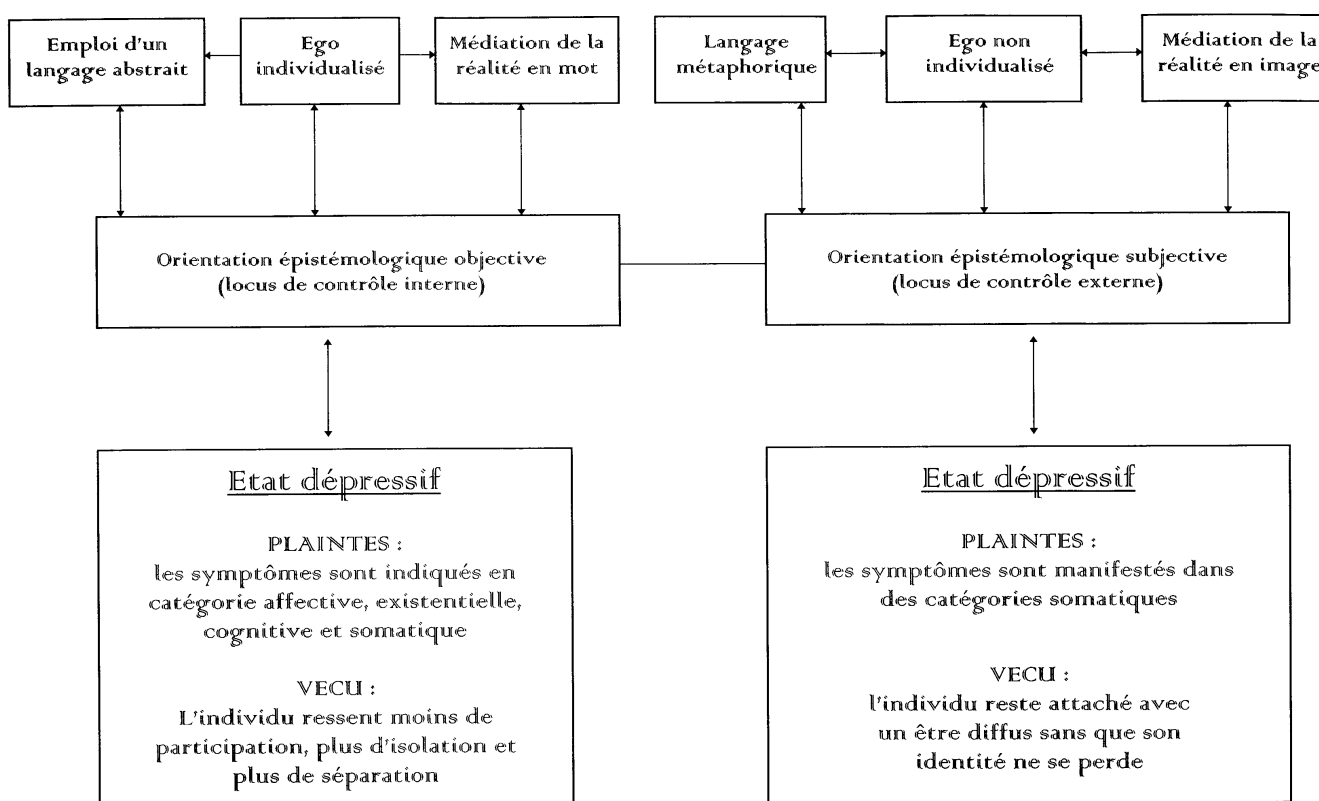 Emploi d'un
langage abstrait
Ego
individualisé
Médiation de la
réalité en mot
Langage
métaphorique
Ego non
individualisé
Médiation de la
réalité en image
Orientation épistémologique objective
(locus de contrôle interne)
Orientation épistémologique subjective
(locus de contrôle externe)
Etat dépressif
PLAINTES :
les symptômes sont indiqués en
catégorie affective, existentielle,
cognitive et somatique
VECU :
L'individu ressent moins de
participation, plus d'isolation et
plus de séparation
Etat dépressif
PLAINTES :
les symptômes sont manifestés dans
des catégories somatiques
VECU :
l'individu reste attaché avec
un être diffus sans que son
identité ne se perde